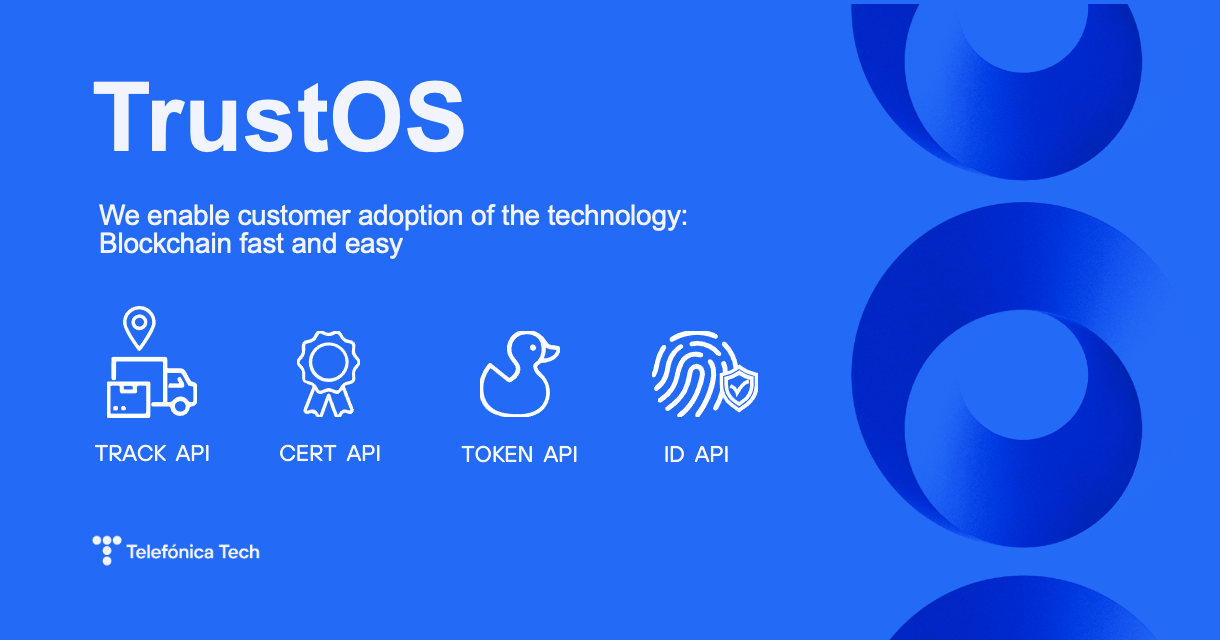 TrustOS
We enable customer adoption of the technology:
Blockchain fast and easy
TRACK API
CERT API
TOKEN API
ID API
Telefónica Tech